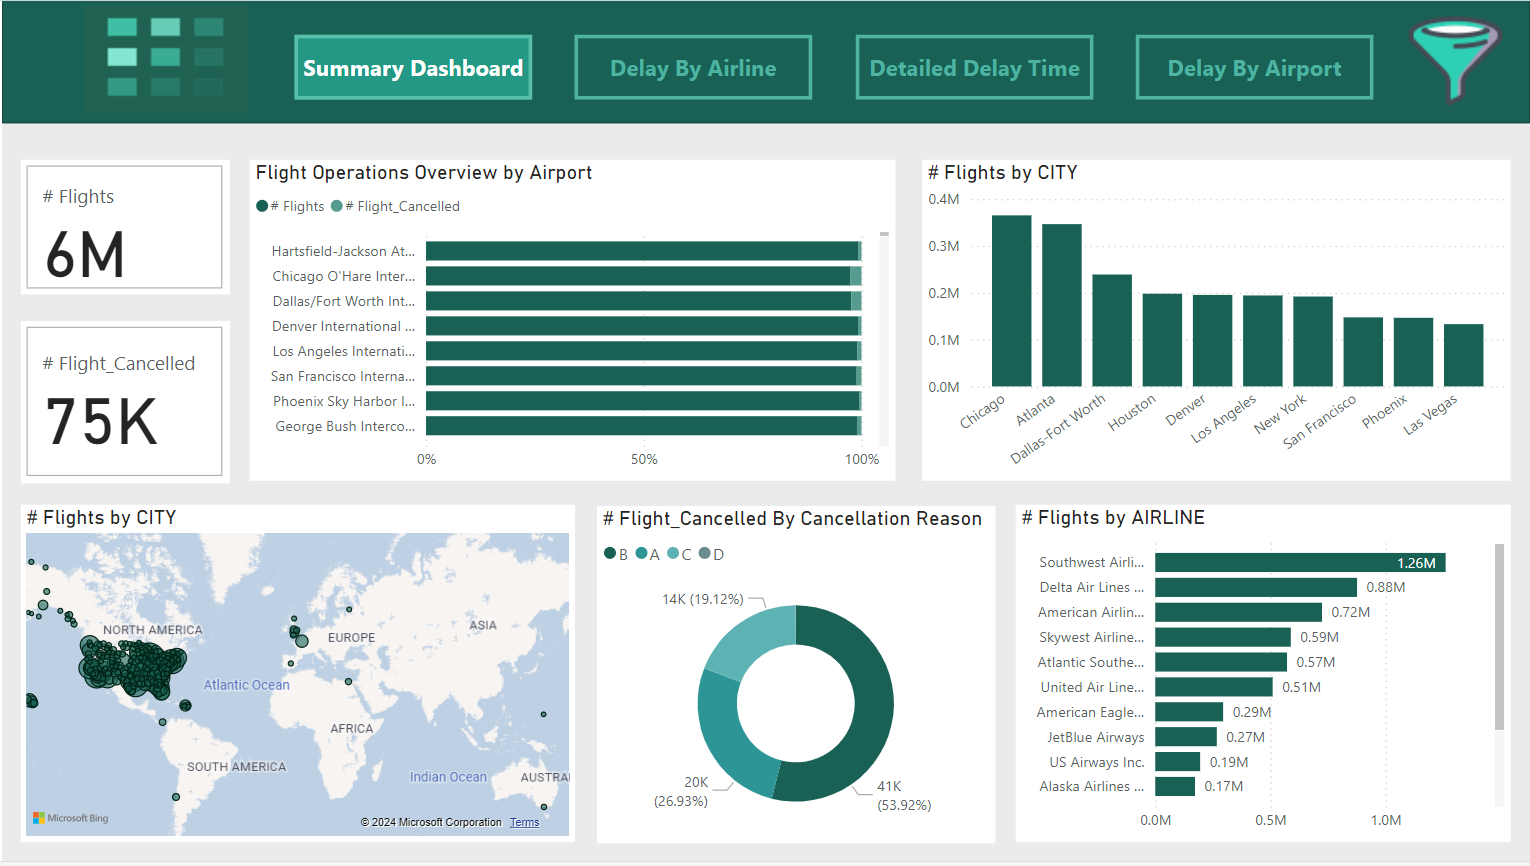 Summary Dashboard
Delay By Airline
Detailed Delay Time
Delay By Airport
# Flights
6M
# Flight_Cancelled
75K
Flight Operations Overview by Airport
# Flights # Flight_Cancelled
Hartsfield-Jackson At...
Chicago O'Hare Inter...
Dallas/Fort Worth Int...
Denver International ...
Los Angeles Internati...
San Francisco Interna...
Phoenix Sky Harbor I...
George Bush Interco...
0% 50% 100%
# Flights by CITY
0.4M
0.3M
0.2M
0.1M
0.0M
Chicago
Atlanta
Dallas-Fort Worth
Houston
Denver
Los Angeles
New York
San Francisco
Phoenix
Las Vegas
# Flights by CITY
NORTH AMERICA
EUROPE
ASIA
Atlantic Ocean
AFRICA
SOUTH AMERICA
Indian Ocean
AUSTRA
Microsoft Bing
© 2024 Microsoft Corporation Terms
# Flight_Cancelled By Cancellation Reason
B A C D
14K (19.12%)
20K
(26.93%)
41K
(53.92%)
# Flights by AIRLINE
Southwest Airli... 1.26M
Delta Air Lines ... 0.88M
American Airlin... 0.72M
Skywest Airline... 0.59M
Atlantic Southe... 0.57M
United Air Line... 0.51M
American Eagle... 0.29M
JetBlue Airways 0.27M
US Airways Inc. 0.19M
Alaska Airlines ... 0.17M
0.0M 0.5M 1.0M